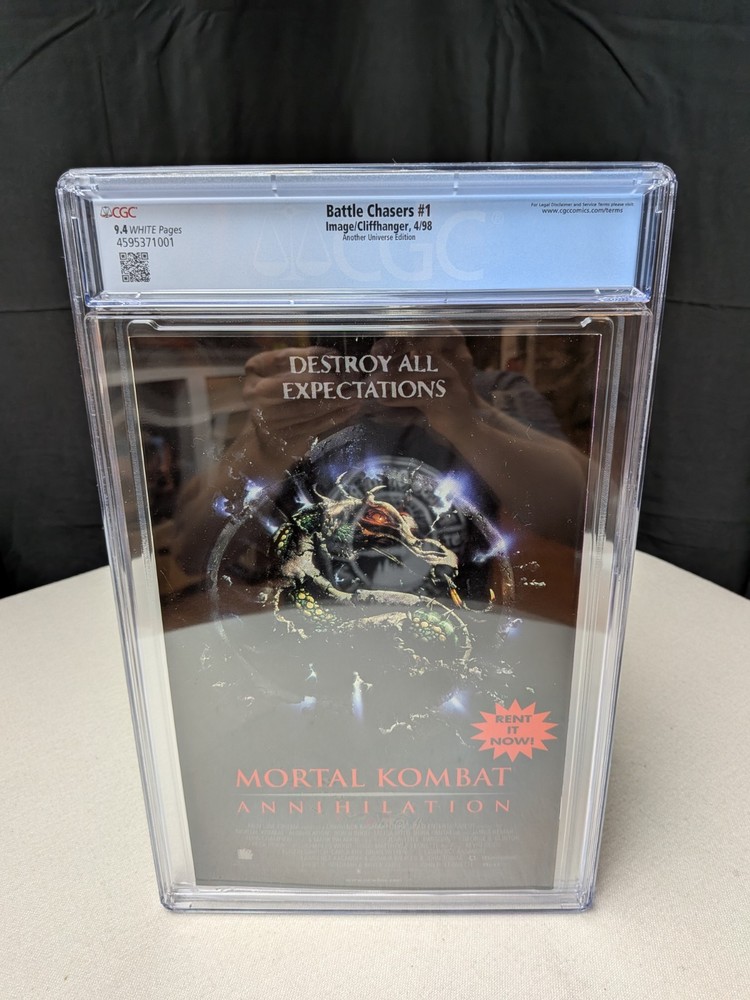 CGC
9.4 WHITE Pages
4595371001
Battle Chasers #1
Image/Cliffhanger, 4/98
Another Universe Edition
For Legal Disclaimer and Service Terms please visit
www.cgccomics.com/terms
CGC
DESTROY ALL
EXPECTATIONS
RENT
IT
NOW!
MORTAL KOMBAT
ANNIHILATION